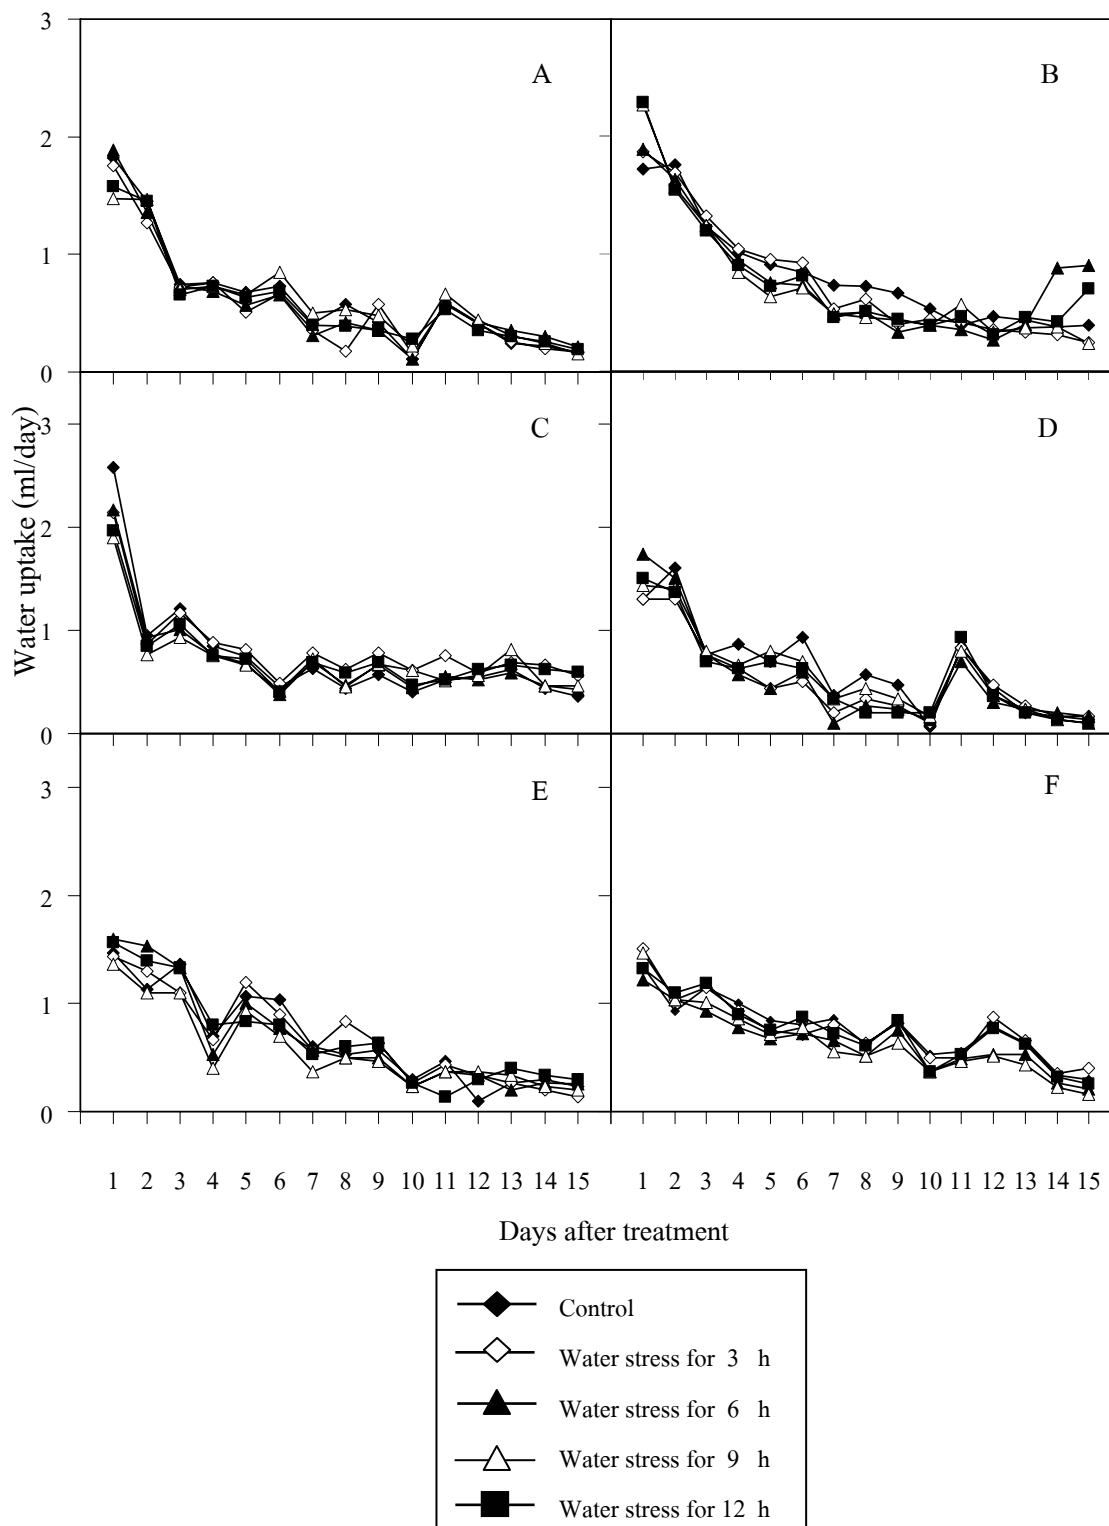 3
A
B
2
1
0
Water uptake (ml/day)
3
C
D
2
1
0
3
E
F
2
1
0
1 2 3 4 5 6 7 8 9 10 11 12 13 14 15
1 2 3 4 5 6 7 8 9 10 11 12 13 14 15
Days after treatment
Control
Water stress for 3 h
Water stress for 6 h
Water stress for 9 h
Water stress for 12 h